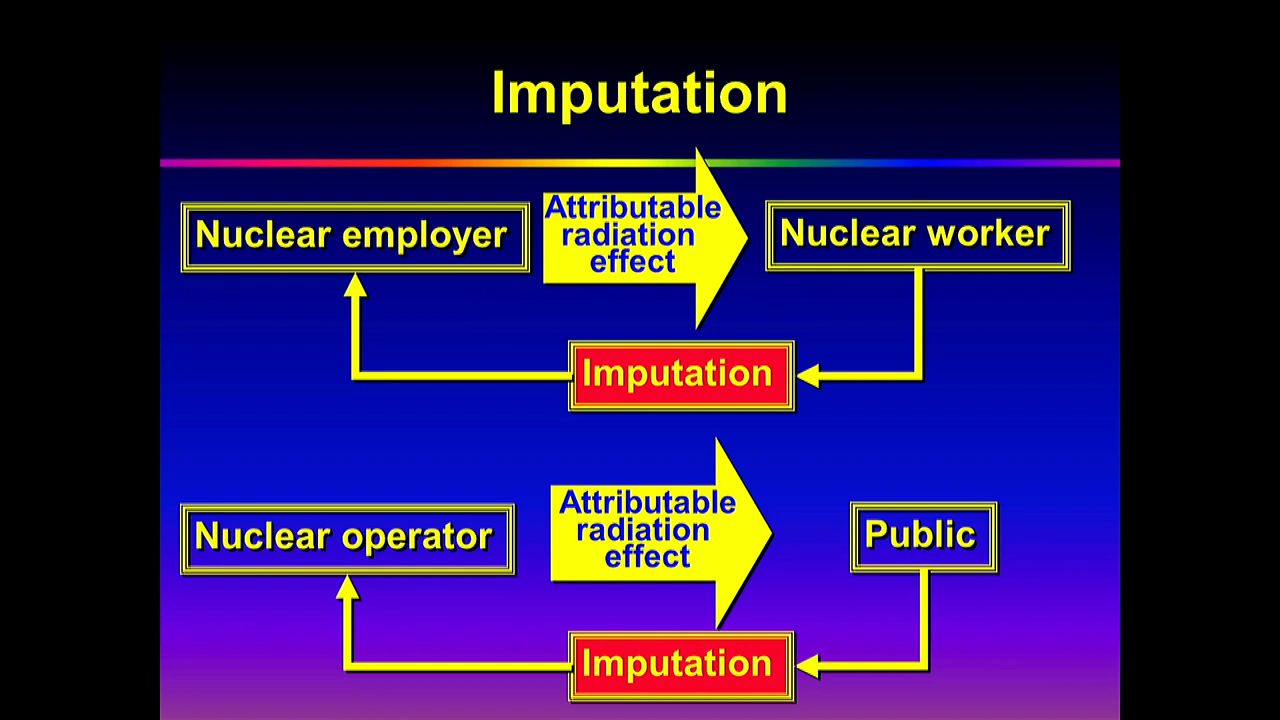 Imputation
Nuclear employer
Attributable
radiation
effect
Nuclear worker
Imputation
Nuclear operator
Attributable
radiation
effect
Public
Imputation